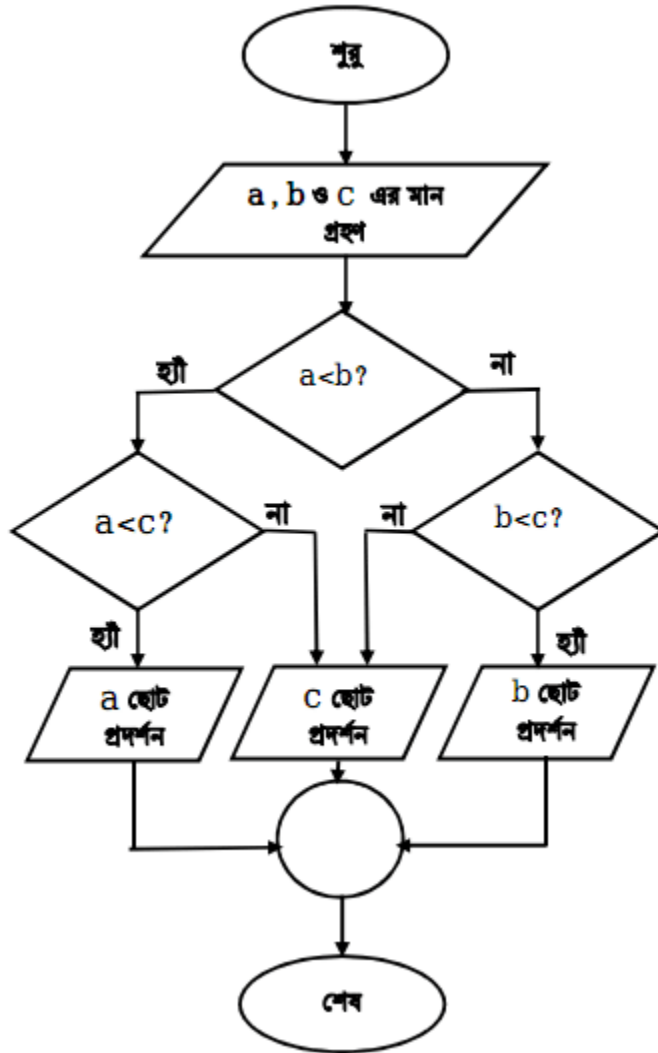 শুরু
a, b ও c এর মান
গ্রহণ
a<b?
হ্যাঁ
না
a<c?
না
না
b<c?
হ্যাঁ
হ্যাঁ
a ছোট
প্রদর্শন
c ছোট
প্রদর্শন
b ছোট
প্রদর্শন
শেষ